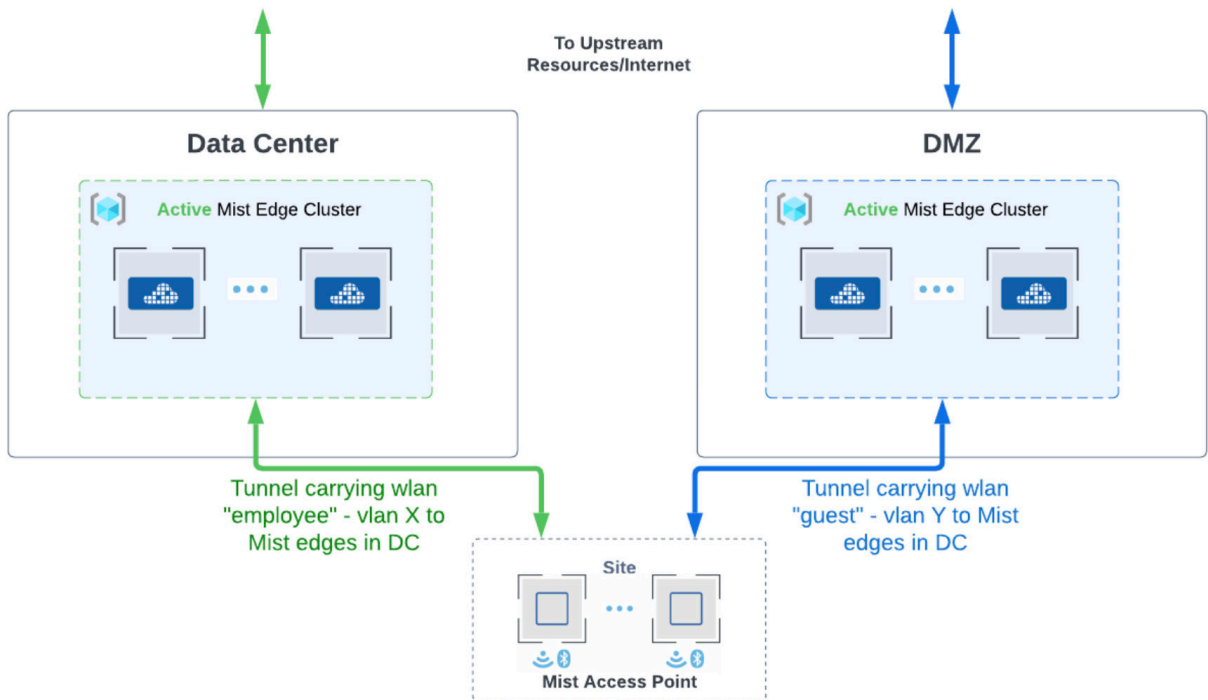 To Upstream
Resources/Internet
Data Center
DMZ
Active Mist Edge Cluster
Active Mist Edge Cluster
Tunnel carrying wlan
"employee" - vlan X to
Mist edges in DC
Tunnel carrying wlan
"guest" - vlan Y to Mist
edges in DC
Site
Mist Access Point